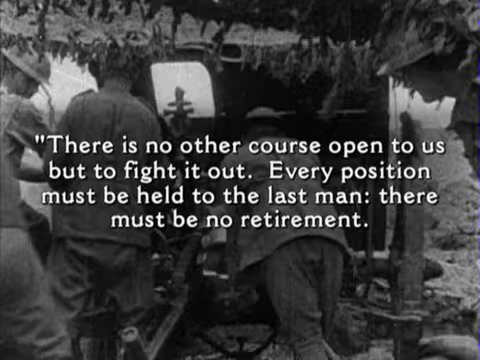 "There is no other course open to us
but to fight it out.  Every position
must be held to the last man: there
must be no retirement.